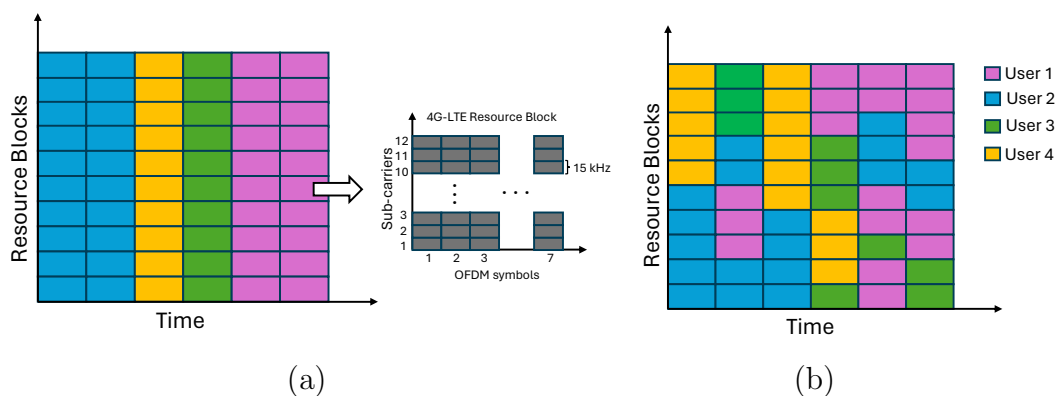 Resource Blocks
Time
4G-LTE Resource Block
Sub-carriers
12
11
10
3
2
1
15 kHz
1 2 3 7
OFDM symbols
(a)
Resource Blocks
Time
User 1
User 2
User 3
User 4
(b)